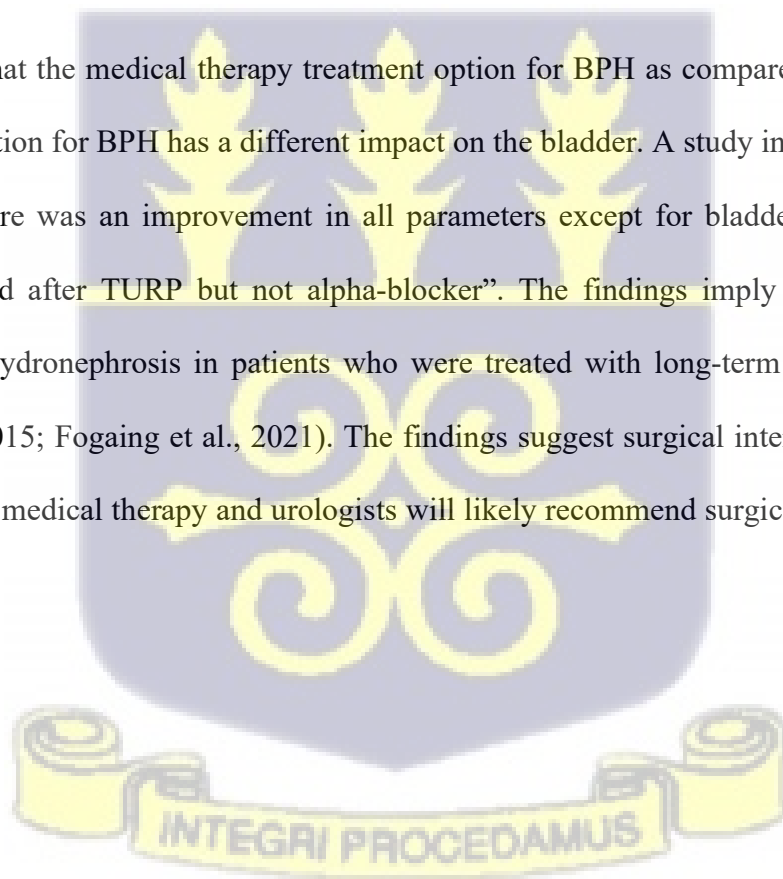 at the medical therapy treatment option for BPH as compare
tion for BPH has a different impact on the bladder. A study in
re was an improvement in all parameters except for bladde
d after TURP but not alpha-blocker”. The findings imply
ydronephrosis in patients who were treated with long-term
15; Fogaing et al., 2021). The findings suggest surgical inte
medical therapy and urologists will likely recommend surgic
INTEGRI PROCEDAMUS